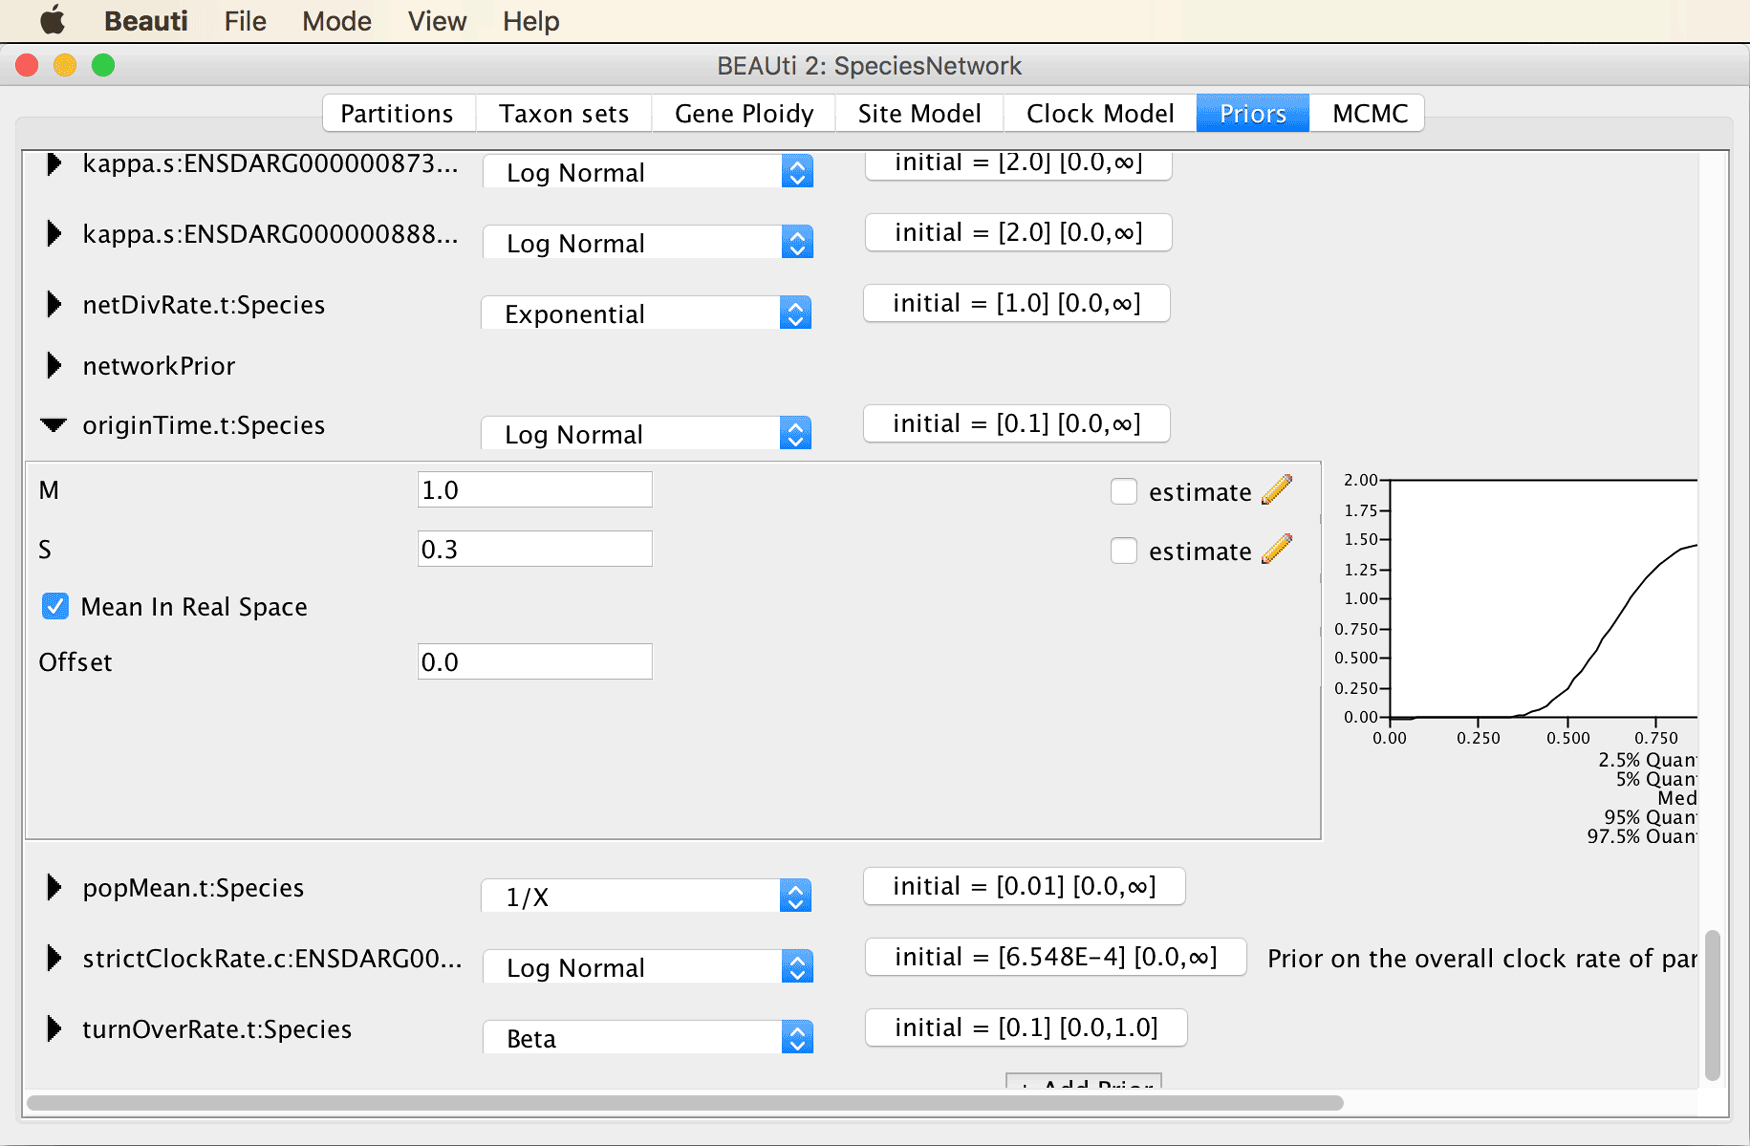 Beauti File Mode View Help
BEAUti 2: SpeciesNetwork
Partitions Taxon sets Gene Ploidy Site Model Clock Model Priors MCMC
kappa.s:ENSDARG000000873... Log Normal initial = [2.0] [0.0,∞]
kappa.s:ENSDARG000000888... Log Normal initial = [2.0] [0.0,∞]
netDivRate.t:Species Exponential initial = [1.0] [0.0,∞]
networkPrior
originTime.t:Species Log Normal initial = [0.1] [0.0,∞]
M 1.0 estimate
S 0.3 estimate
Mean In Real Space
Offset 0.0
2.00
1.75
1.50
1.25
1.00
0.750
0.500
0.250
0.00
0.00 0.250 0.500 0.750
2.5% Quan
5% Quan
Med
95% Quan
97.5% Quan
popMean.t:Species 1/X initial = [0.01] [0.0,∞]
strictClockRate.c:ENSDARG00... Log Normal initial = [6.548E-4] [0.0,∞] Prior on the overall clock rate of par
turnOverRate.t:Species Beta initial = [0.1] [0.0,1.0]
+ Add Prior